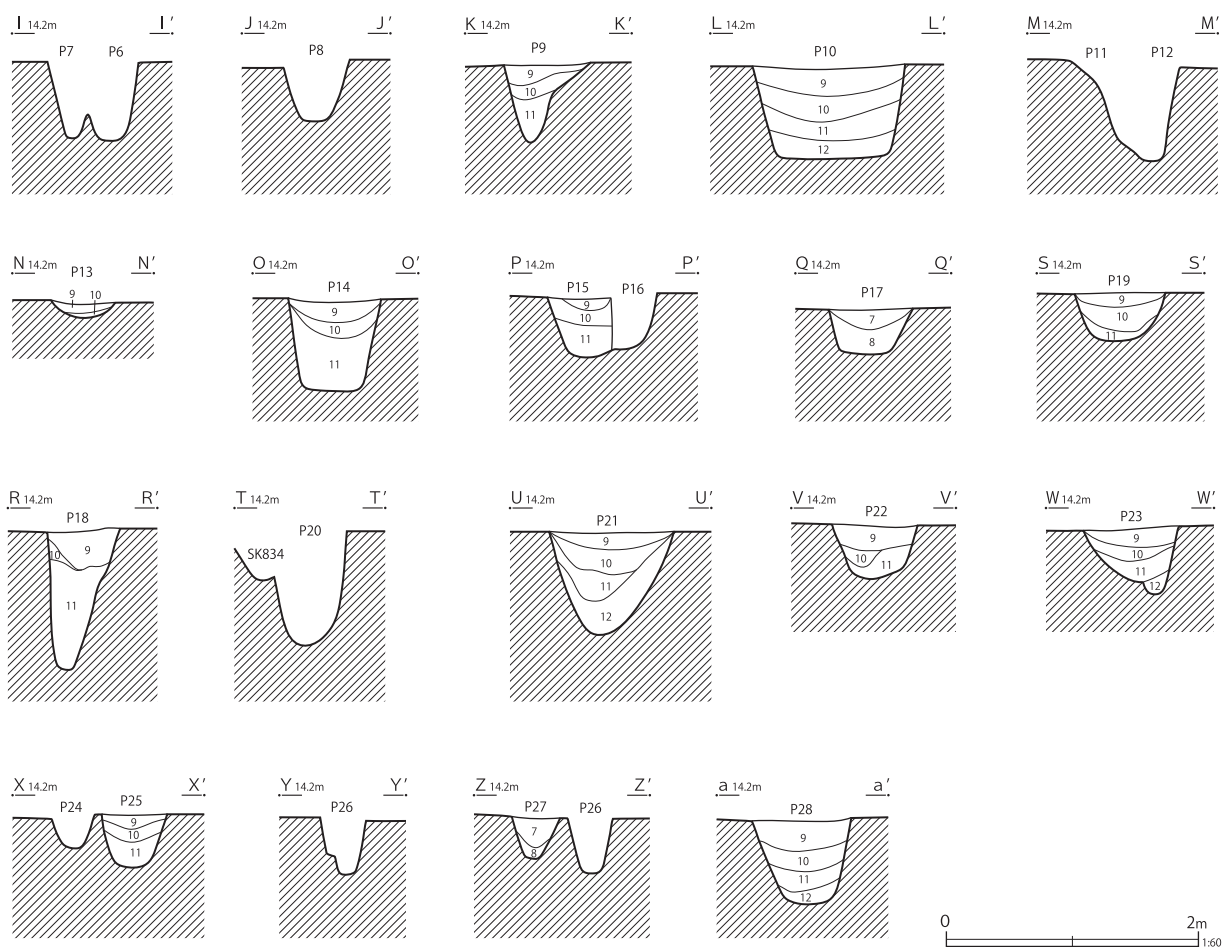 I 14.2m I′
P7 P6
J 14.2m J′
P8
K 14.2m K′
P9
9
10
11
L 14.2m L′
P10
9
10
11
12
M 14.2m M′
P11 P12
N 14.2m N′
P13
9 10
O 14.2m O′
P14
9
10
11
P 14.2m P′
P15 P16
9
10
11
Q 14.2m Q′
P17
7
8
S 14.2m S′
P19
9
10
11
R 14.2m R′
P18
10 9
11
T 14.2m T′
P20
SK834
U 14.2m U′
P21
9
10
11
12
V 14.2m V′
P22
9
10 11
W 14.2m W′
P23
9
10
11
12
X 14.2m X′
P24 P25
9
10
11
Y 14.2m Y′
P26
Z 14.2m Z′
P27 P26
7
8
a 14.2m a′
P28
9
10
11
12
0 2m
1:60